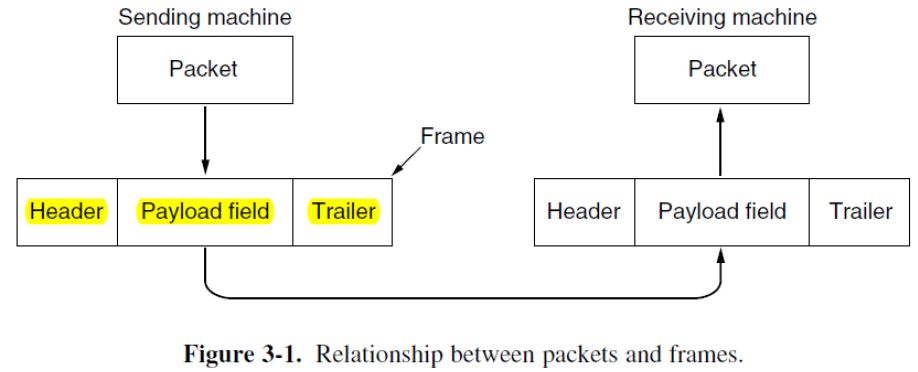 Sending machine
Receiving machine
Packet
Packet
Frame
Header
Payload field
Trailer
Header
Payload field
Trailer
Figure 3-1. Relationship between packets and frames.